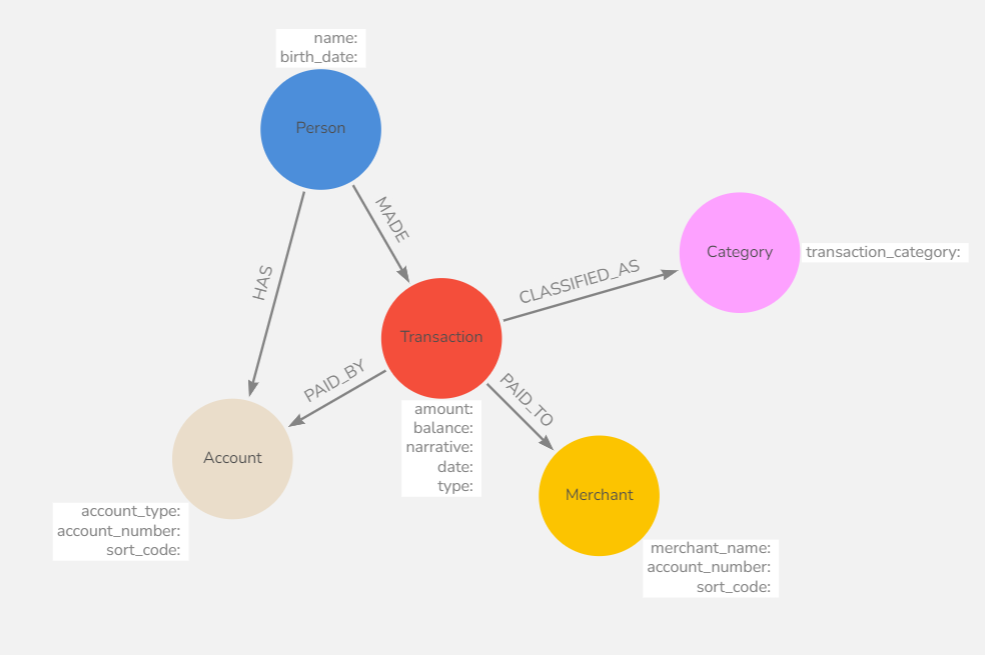 name:
birth_date:
Person
MADE
HAS
Category
transaction_category:
CLASSIFIED_AS
Transaction
PAID_BY
PAID_TO
amount:
balance:
narrative:
date:
type:
Account
account_type:
account_number:
sort_code:
Merchant
merchant_name:
account_number:
sort_code: